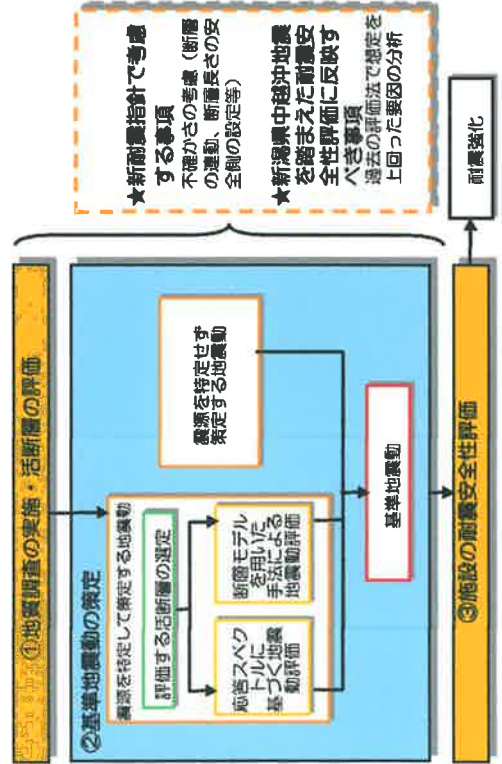 ①地質調査の実施・活断層の評価
②基準地震動の策定
震源を特定して策定する地震動
評価する活断層の選定
応答スペク
トルに
基づく地震
動評価
断層モデル
を用いた
手法による
地震動評価
震源を特定せず
策定する地震動
基準地震動
③施設の耐震安全性評価
★新耐震指針で考慮
する事項
不確かさの考慮(断層
の連動、断層長さの安
全側の設定等)
★新潟県中越沖地震
を踏まえた耐震安
全性評価に反映す
べき事項
過去の評価法で想定を
上回った要因の分析
耐震強化